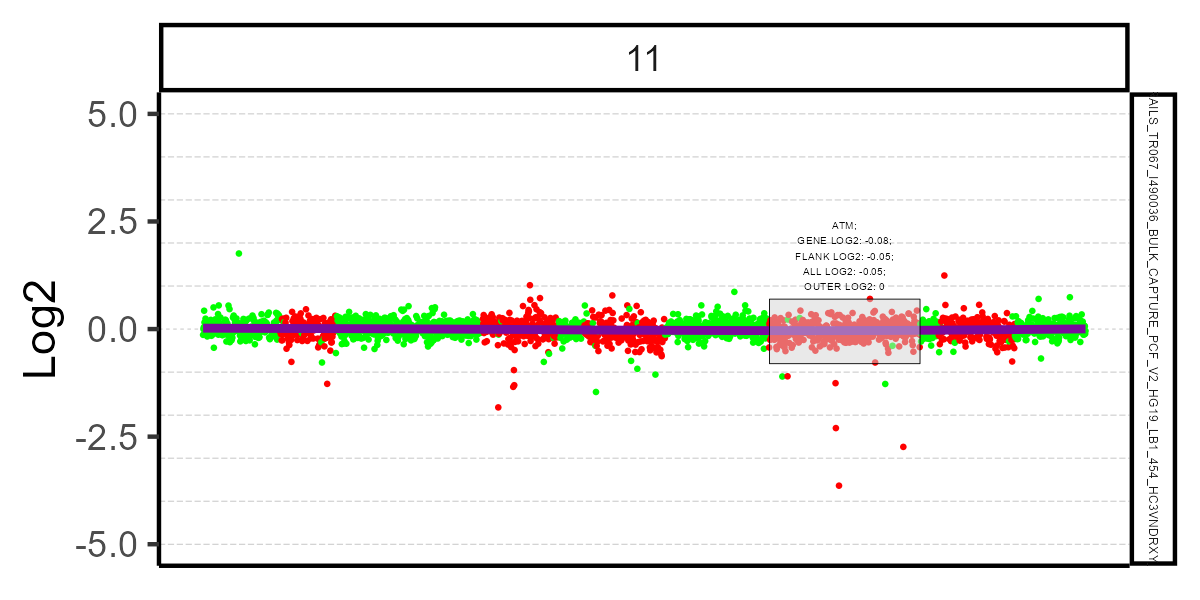 11
5.0
2.5
0.0
-2.5
-5.0
Log2
ATM;
GENE LOG2: -0.08;
FLANK LOG2: -0.05;
ALL LOG2: -0.05;
OUTER LOG2: 0
AILS_TR067_I490036_BULK_CAPTURE_PCF_V2_HG19_LB1_454_HC3VNDRXY